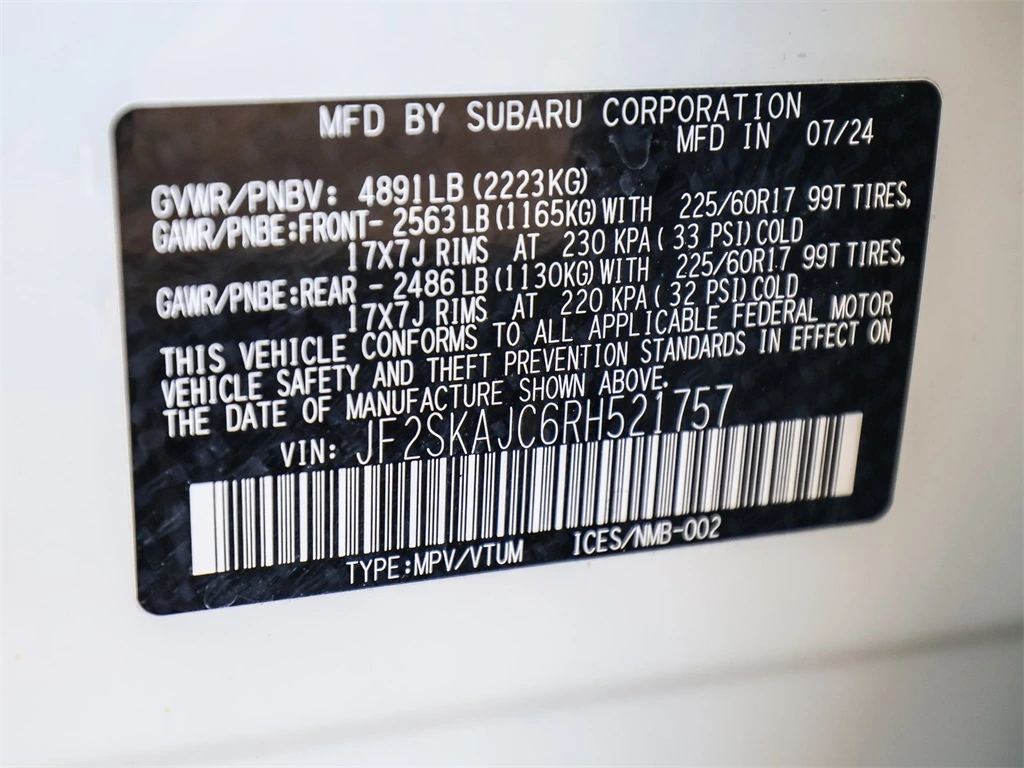 MFD BY SUBARU CORPORATION
MFD IN 07/24
GVWR/PNBV: 4891LB (2223KG)
GAWR/PNBE:FRONT- 2563LB (1165KG) WITH 225/60R17 99T TIRES,
17X7J RIMS AT 230 KPA ( 33 PSI) COLD
GAWR/PNBE:REAR - 2486LB (1130KG) WITH 225/60R17 99T TIRES,
17X7J RIMS AT 220 KPA ( 32 PSI) COLD
THIS VEHICLE CONFORMS TO ALL APPLICABLE FEDERAL MOTOR
VEHICLE SAFETY AND THEFT PREVENTION STANDARDS IN EFFECT ON
THE DATE OF MANUFACTURE SHOWN ABOVE.
VIN: JF2SKAJC6RH521757
TYPE:MPV/VTUM ICES/NMB-002